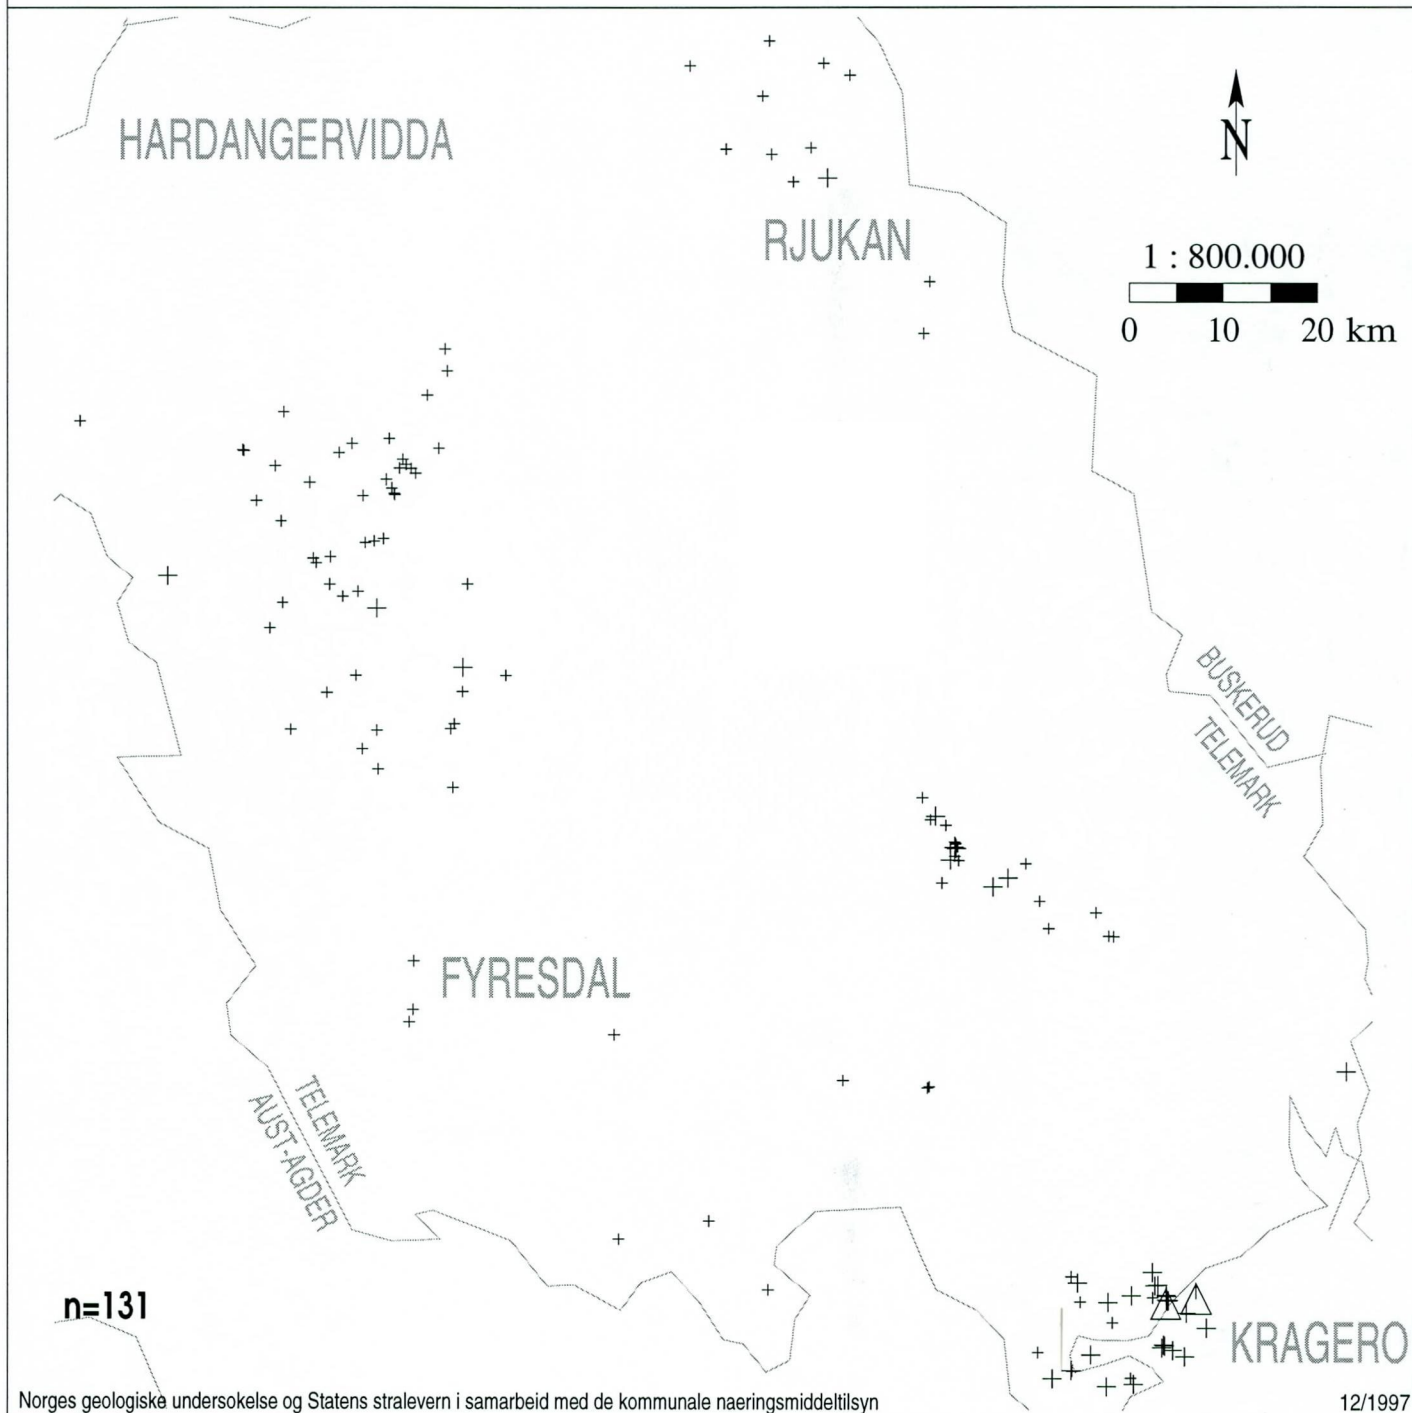 HARDANGERVIDDA
N
RJUKAN
1 : 800.000
0 10 20 km
BUSKERUD
TELEMARK
FYRESDAL
TELEMARK
AUST-AGDER
n=131
KRAGERO
Norges geologiske undersokelse og Statens stralevern i samarbeid med de kommunale naeringsmiddeltilsyn 12/1997